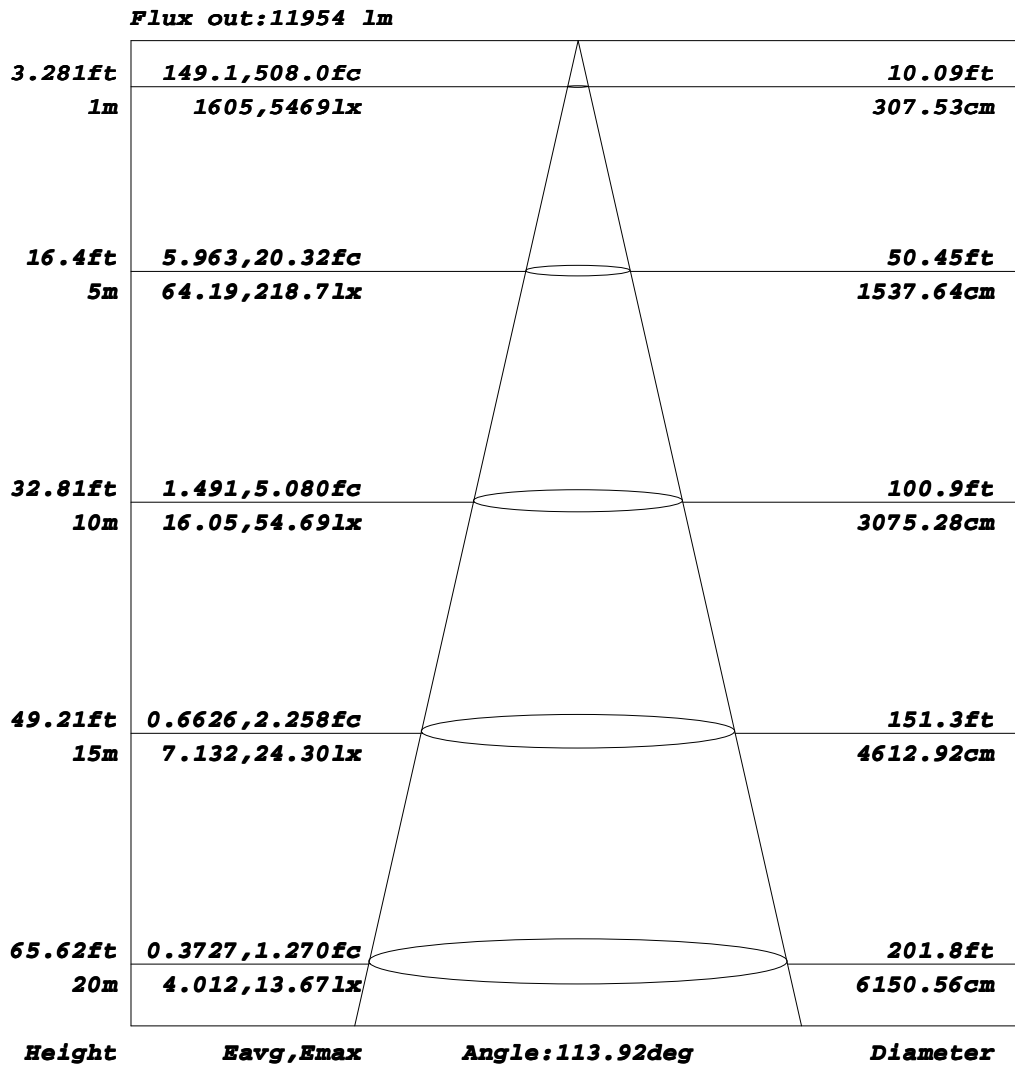 Flux out:11954 lm
3.281ft 149.1,508.0fc 10.09ft
1m 1605,5469lx 307.53cm
16.4ft 5.963,20.32fc 50.45ft
5m 64.19,218.7lx 1537.64cm
32.81ft 1.491,5.080fc 100.9ft
10m 16.05,54.69lx 3075.28cm
49.21ft 0.6626,2.258fc 151.3ft
15m 7.132,24.30lx 4612.92cm
65.62ft 0.3727,1.270fc 201.8ft
20m 4.012,13.67lx 6150.56cm
Height Eavg,Emax Angle:113.92deg Diameter